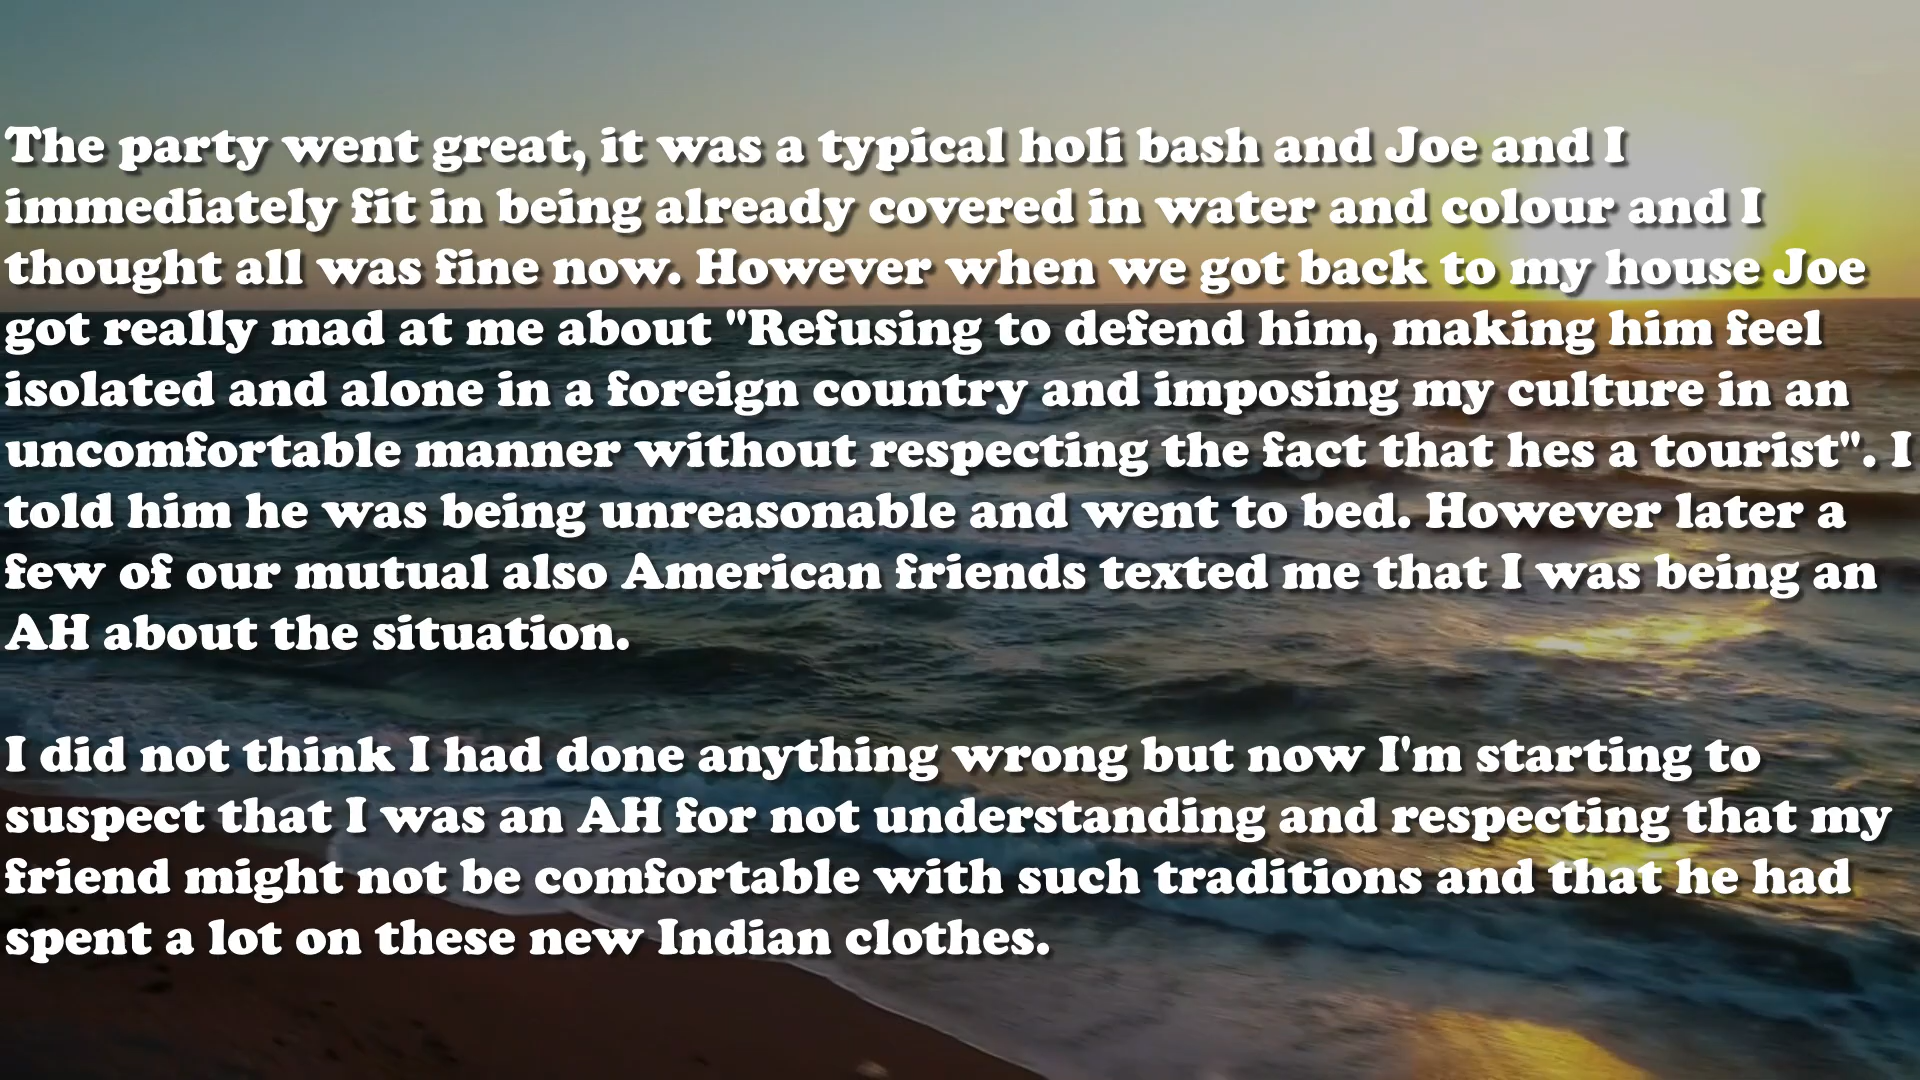 The party went great, it was a typical holi bash and Joe and I
immediately fit in being already covered in water and colour and I
thought all was fine now. However when we got back to my house Joe
got really mad at me about "Refusing to defend him, making him feel
isolated and alone in a foreign country and imposing my culture in an
uncomfortable manner without respecting the fact that hes a tourist". I
told him he was being unreasonable and went to bed. However later a
few of our mutual also American friends texted me that I was being an
AH about the situation.
I did not think I had done anything wrong but now I'm starting to
suspect that I was an AH for not understanding and respecting that my
friend might not be comfortable with such traditions and that he had
spent a lot on these new Indian clothes.